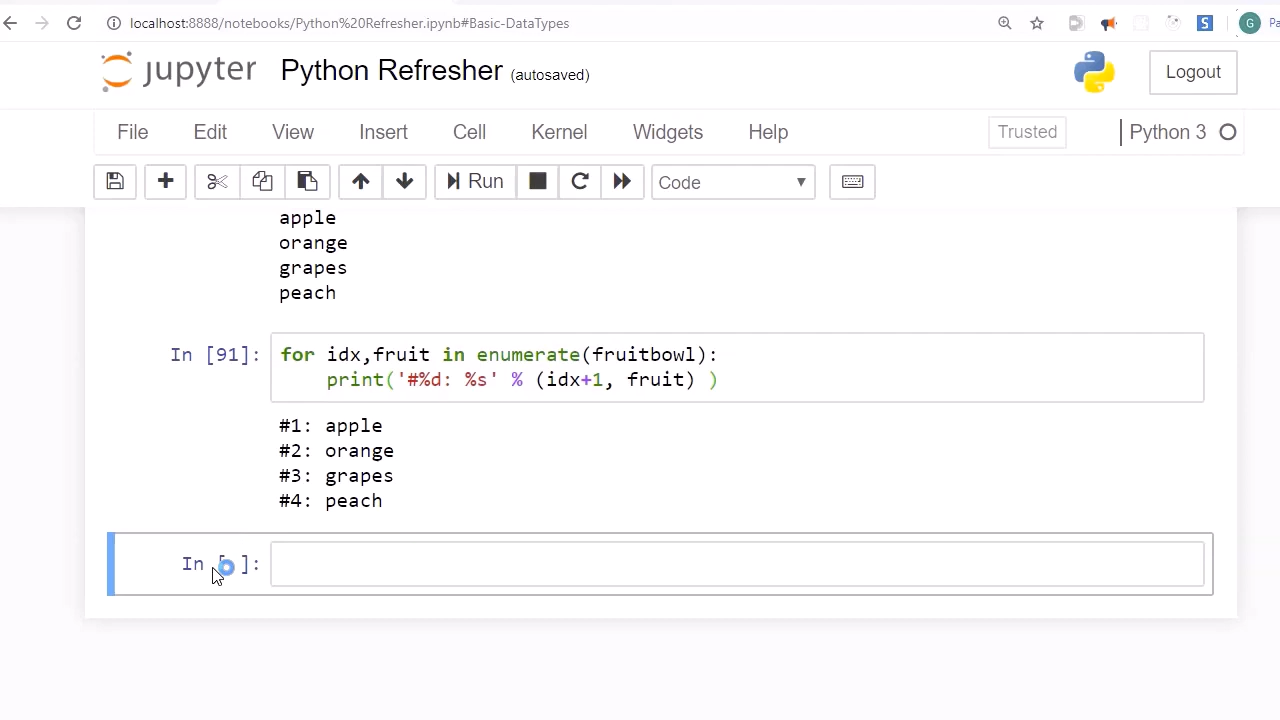 localhost:8888/notebooks/Python%20Refresher.ipynb#Basic-DataTypes
S
G
Pa
jupyter Python Refresher (autosaved)
Logout
File Edit View Insert Cell Kernel Widgets Help
Trusted
Python 3
Run
Code
apple
orange
grapes
peach
In [91]: for idx,fruit in enumerate(fruitbowl):
print('#%d: %s' % (idx+1, fruit) )
#1: apple
#2: orange
#3: grapes
#4: peach
In [ ]: